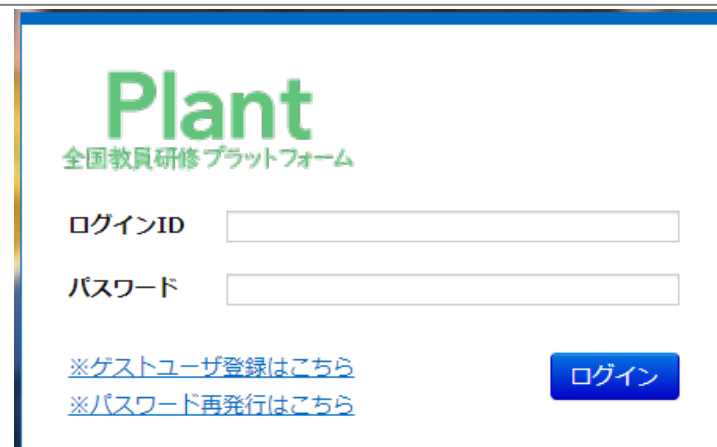 Plant
全国教員研修プラットフォーム
ログインID
パスワード
※ゲストユーザ登録はこちら
ログイン
※パスワード再発行はこちら